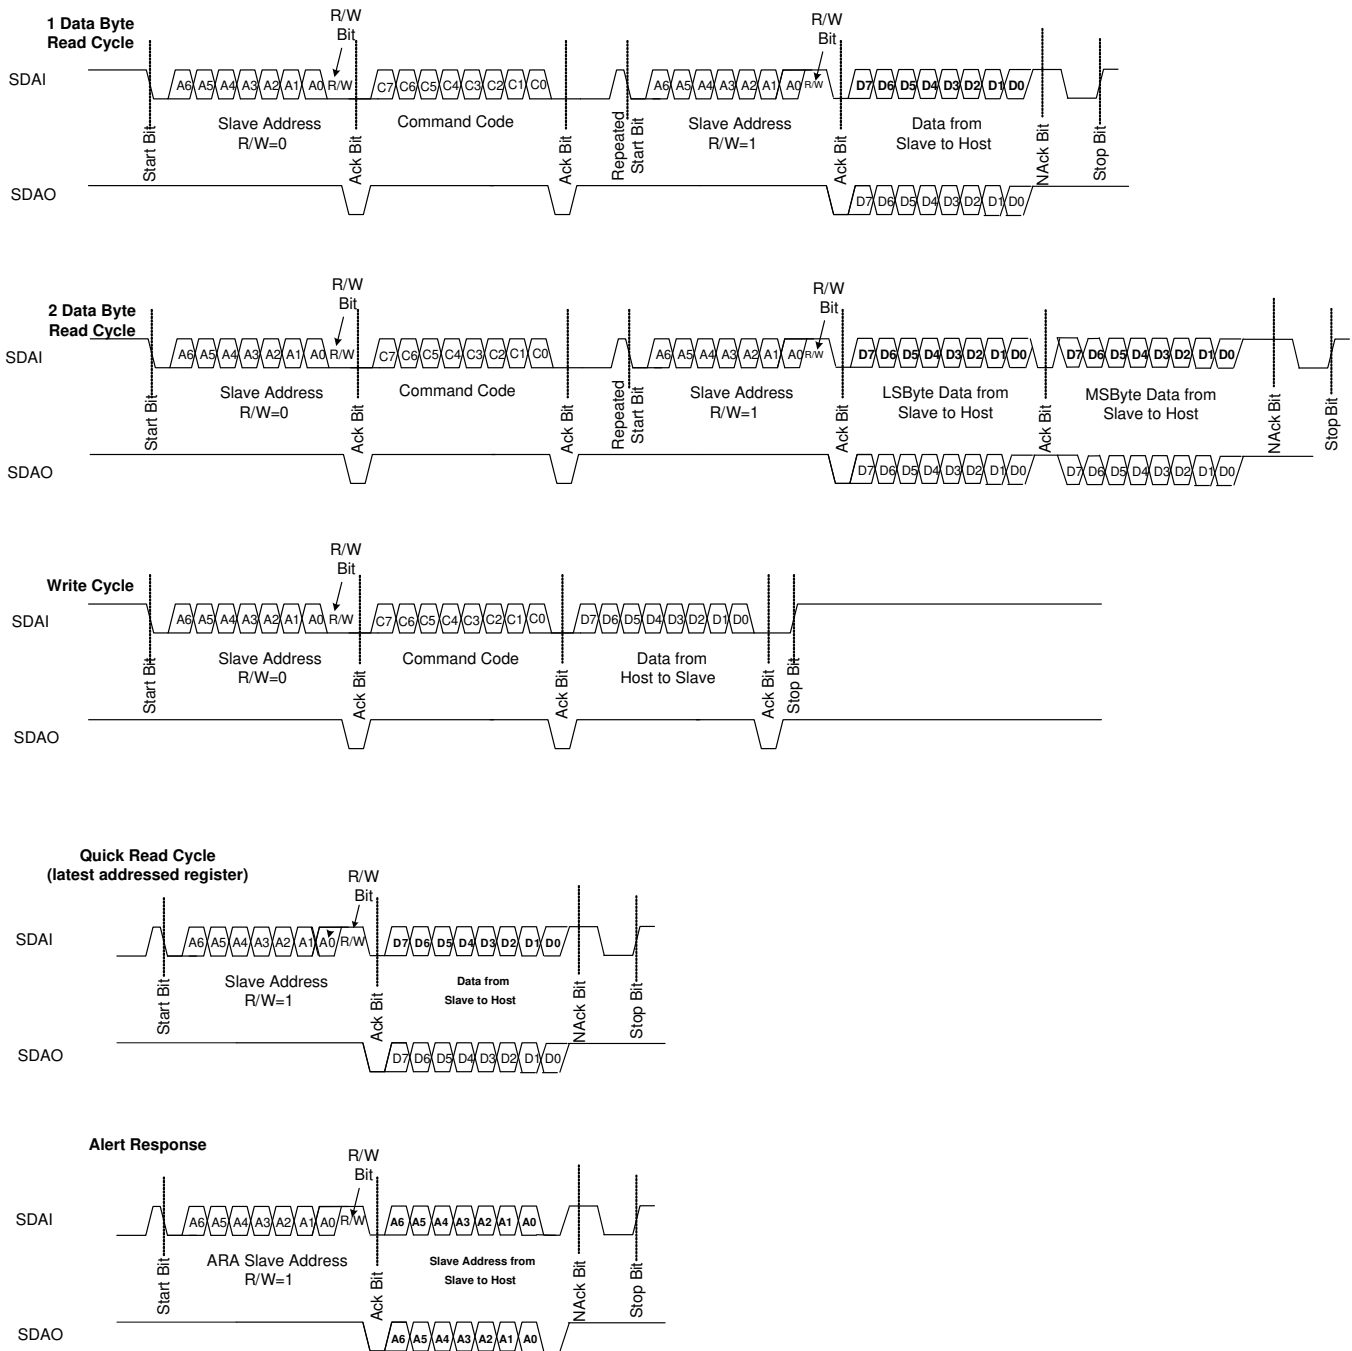 1 Data Byte
Read Cycle
R/W
Bit
R/W
Bit
SDAI
A6 A5 A4 A3 A2 A1 A0 R/W C7 C6 C5 C4 C3 C2 C1 C0 A6 A5 A4 A3 A2 A1 A0 R/W D7 D6 D5 D4 D3 D2 D1 D0
Start Bit
Slave Address
R/W=0
Ack Bit
Command Code
Ack Bit
Repeated
Start Bit
Slave Address
R/W=1
Ack Bit
Data from
Slave to Host
NAck Bit
Stop Bit
SDAO
D7 D6 D5 D4 D3 D2 D1 D0
2 Data Byte
Read Cycle
R/W
Bit
R/W
Bit
SDAI
A6 A5 A4 A3 A2 A1 A0 R/W C7 C6 C5 C4 C3 C2 C1 C0 A6 A5 A4 A3 A2 A1 A0 R/W D7 D6 D5 D4 D3 D2 D1 D0 D7 D6 D5 D4 D3 D2 D1 D0
Start Bit
Slave Address
R/W=0
Ack Bit
Command Code
Ack Bit
Repeated
Start Bit
Slave Address
R/W=1
Ack Bit
LSByte Data from
Slave to Host
Ack Bit
MSByte Data from
Slave to Host
NAck Bit
Stop Bit
SDAO
D7 D6 D5 D4 D3 D2 D1 D0 D7 D6 D5 D4 D3 D2 D1 D0
Write Cycle
R/W
Bit
SDAI
A6 A5 A4 A3 A2 A1 A0 R/W C7 C6 C5 C4 C3 C2 C1 C0 D7 D6 D5 D4 D3 D2 D1 D0
Start Bit
Slave Address
R/W=0
Ack Bit
Command Code
Ack Bit
Data from
Host to Slave
Ack Bit
Stop Bit
SDAO
Quick Read Cycle
(latest addressed register)
R/W
Bit
SDAI
A6 A5 A4 A3 A2 A1 A0 R/W D7 D6 D5 D4 D3 D2 D1 D0
Start Bit
Slave Address
R/W=1
Ack Bit
Data from
Slave to Host
NAck Bit
Stop Bit
SDAO
D7 D6 D5 D4 D3 D2 D1 D0
Alert Response
R/W
Bit
SDAI
A6 A5 A4 A3 A2 A1 A0 R/W A6 A5 A4 A3 A2 A1 A0
Start Bit
ARA Slave Address
R/W=1
Ack Bit
Slave Address from
Slave to Host
NAck Bit
Stop Bit
SDAO
A6 A5 A4 A3 A2 A1 A0